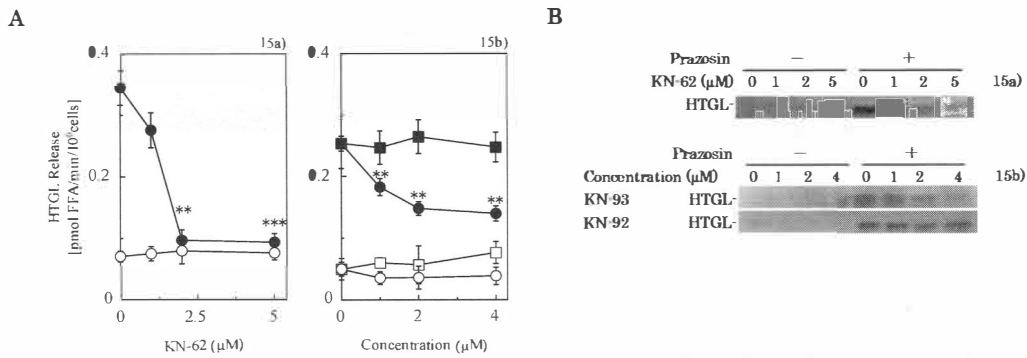 A
15a)
0.4
0.2
0
HTGL Release
[pmol FFA/min/10⁶cells]
**
***
0
2.5
5
KN-62 (µM)
15b)
0.4
0.2
0
**
**
**
0
2
4
Concentration (µM)
B
Prazosin
−
+
KN-62 (µM)
0 1 2 5
0 1 2 5
15a)
HTGL-
Prazosin
−
+
Concentration (µM)
0 1 2 4
0 1 2 4
15b)
KN-93 HTGL-
KN-92 HTGL-